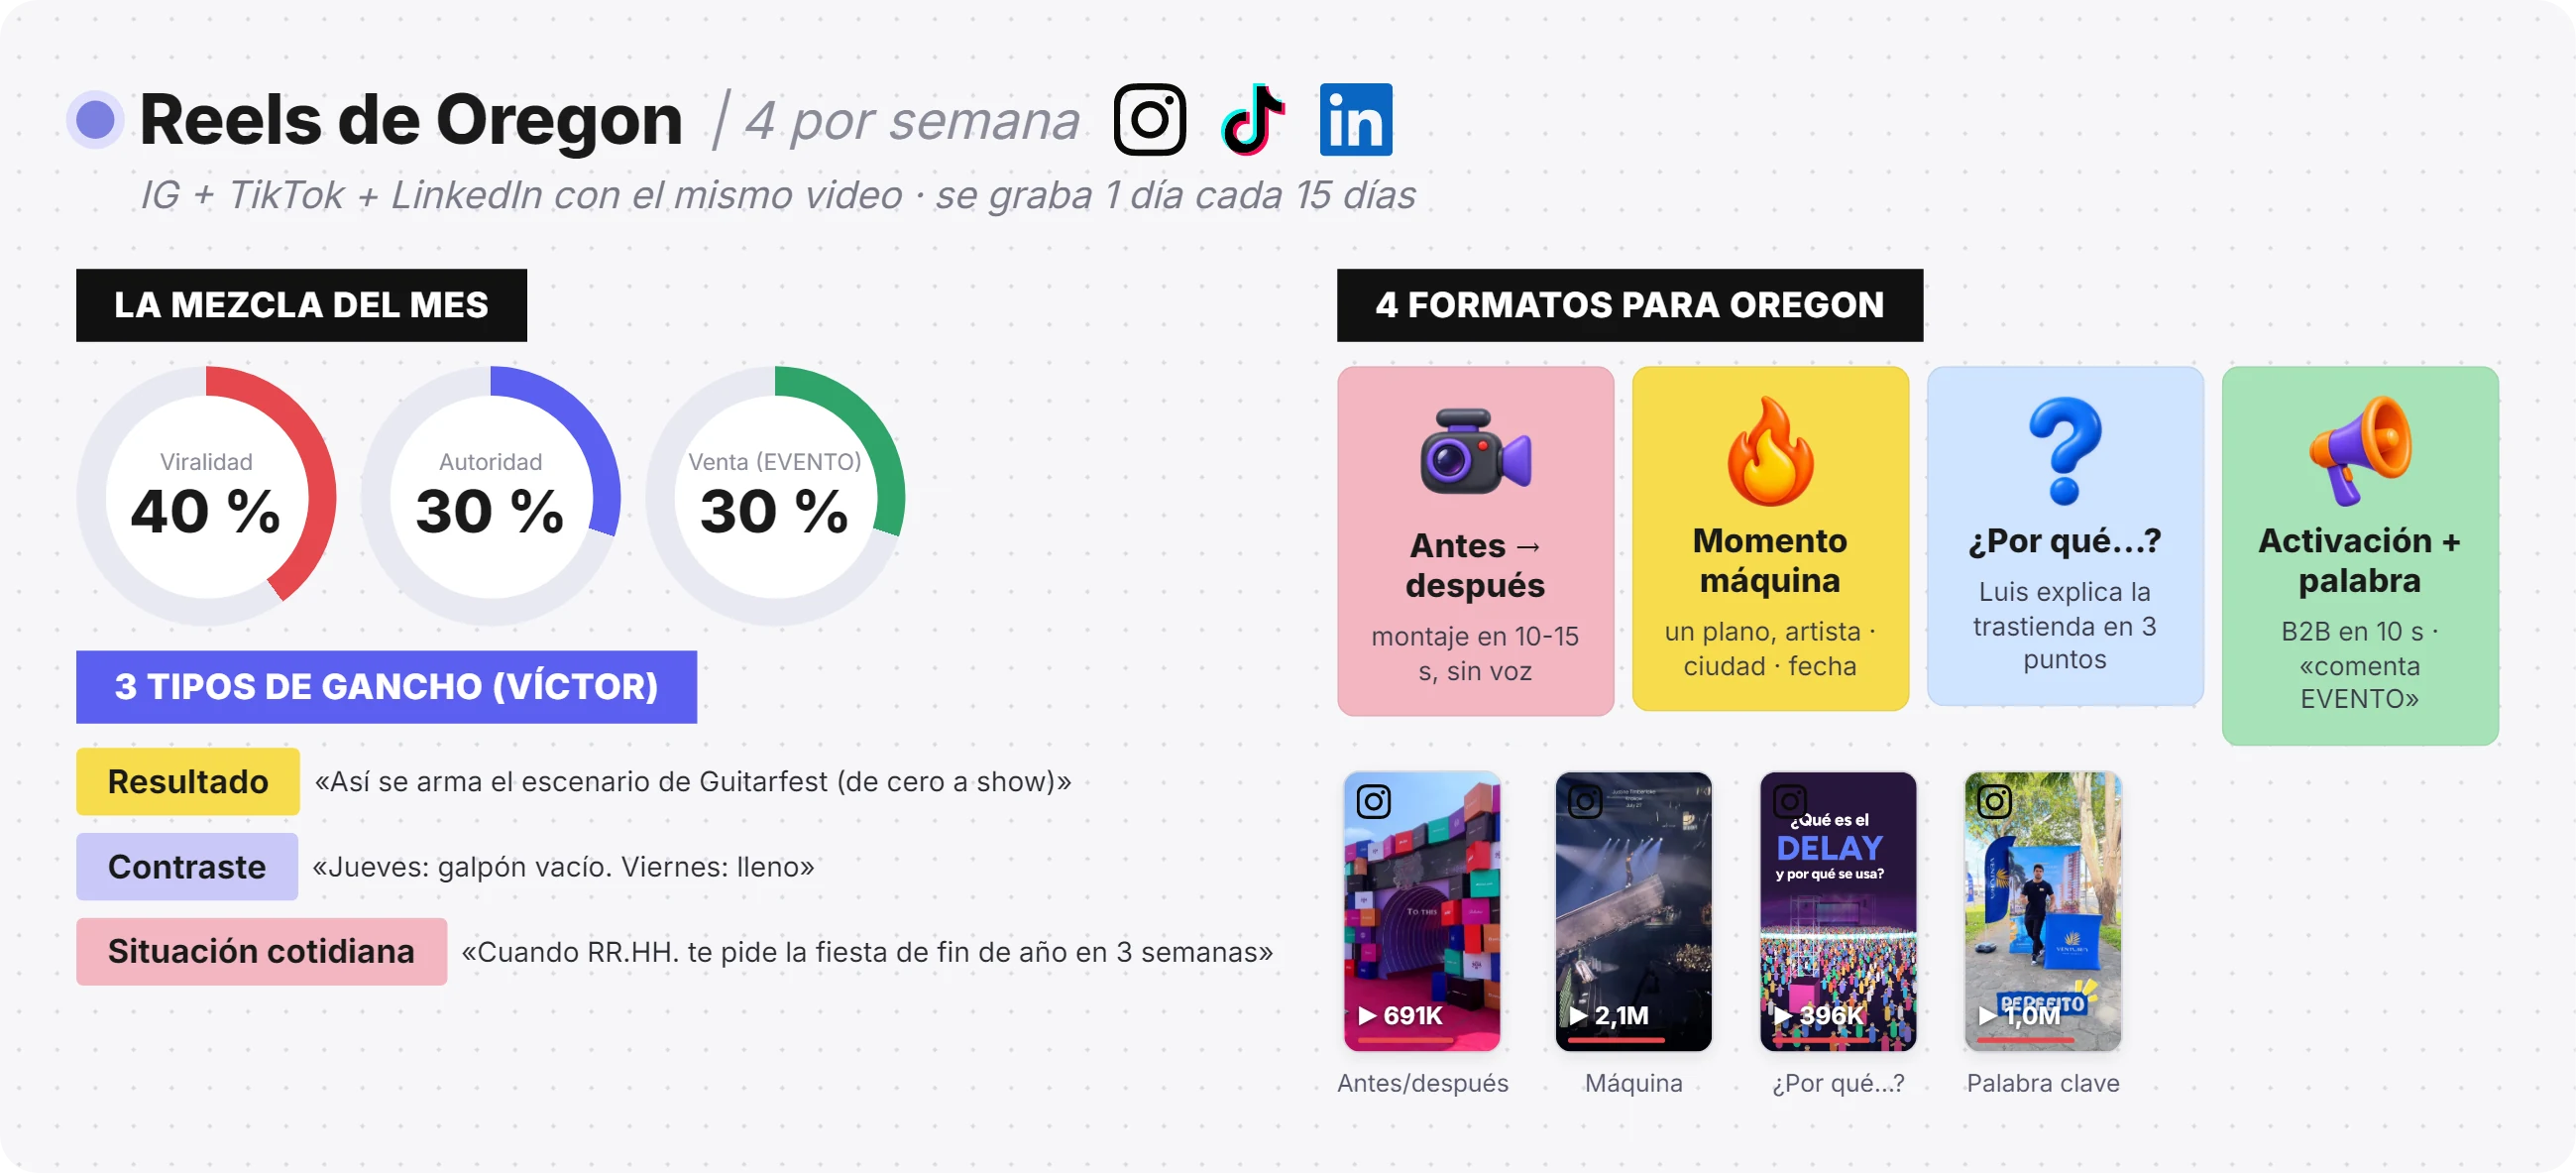 Reels de Oregon | 4 por semana
IG + TikTok + LinkedIn con el mismo video · se graba 1 día cada 15 días
LA MEZCLA DEL MES
Viralidad
40 %
Autoridad
30 %
Venta (EVENTO)
30 %
3 TIPOS DE GANCHO (VÍCTOR)
Resultado «Así se arma el escenario de Guitarfest (de cero a show)»
Contraste «Jueves: galpón vacío. Viernes: lleno»
Situación cotidiana «Cuando RR.HH. te pide la fiesta de fin de año en 3 semanas»
4 FORMATOS PARA OREGON
Antes →
después
montaje en 10-15
s, sin voz
Momento
máquina
un plano, artista ·
ciudad · fecha
¿Por qué...?
Luis explica la
trastienda en 3
puntos
Activación +
palabra
B2B en 10 s ·
«comenta
EVENTO»
TO THIS
691K
Antes/después
2,1M
Máquina
¿Qué es el
DELAY
y por qué se usa?
396K
¿Por qué...?
PERFEITO
1,0M
Palabra clave